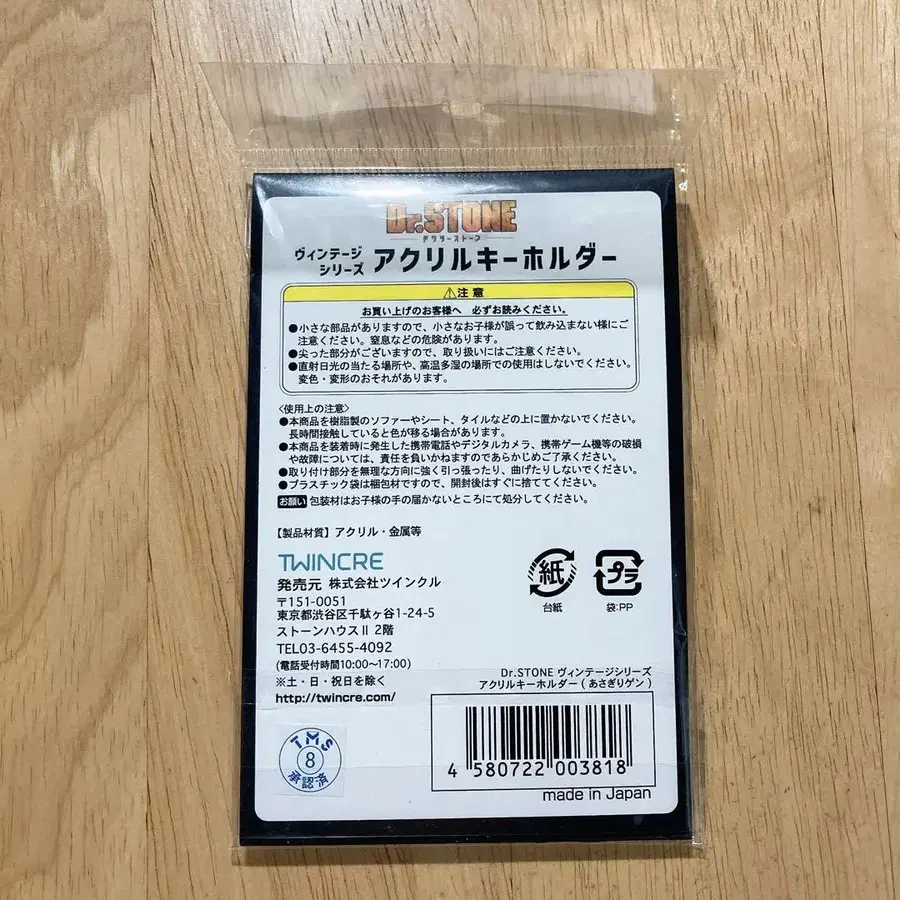 Dr.STONE
ドクターストーン
ヴィンテージ
シリーズ アクリルキーホルダー
⚠注意
お買い上げのお客様へ 必ずお読みください。
●小さな部品がありますので、小さなお子様が誤って飲み込まない様にご
注意ください。窒息などの危険があります。
●尖った部分がございますので、取り扱いにはご注意ください。
●直射日光の当たる場所や、高温多湿の場所での使用はしないでください。
変色・変形のおそれがあります。
〈使用上の注意〉
●本商品を樹脂製のソファーやシート、タイルなどの上に置かないでください。
長時間接触していると色が移る場合があります。
●本商品を装着時に発生した携帯電話やデジタルカメラ、携帯ゲーム機等の破損
や故障については、責任を負いかねますのであらかじめご了承ください。
●取り付け部分を無理な方向に強く引っ張ったり、曲げたりしないでください。
●プラスチック袋は梱包材ですので、開封後はすぐに捨ててください。
お願い 包装材はお子様の手の届かないところにて処分してください。
【製品材質】アクリル・金属等
TWINCRE
発売元 株式会社ツインクル
〒151-0051
東京都渋谷区千駄ヶ谷1-24-5
ストーンハウスⅡ 2階
TEL03-6455-4092
(電話受付時間10:00〜17:00)
※土・日・祝日を除く
http://twincre.com/
紙
台紙
プラ
袋:PP
Dr.STONE ヴィンテージシリーズ
アクリルキーホルダー ( あさぎりゲン )
4 580722 003818
made in Japan
TMS
8
承認済